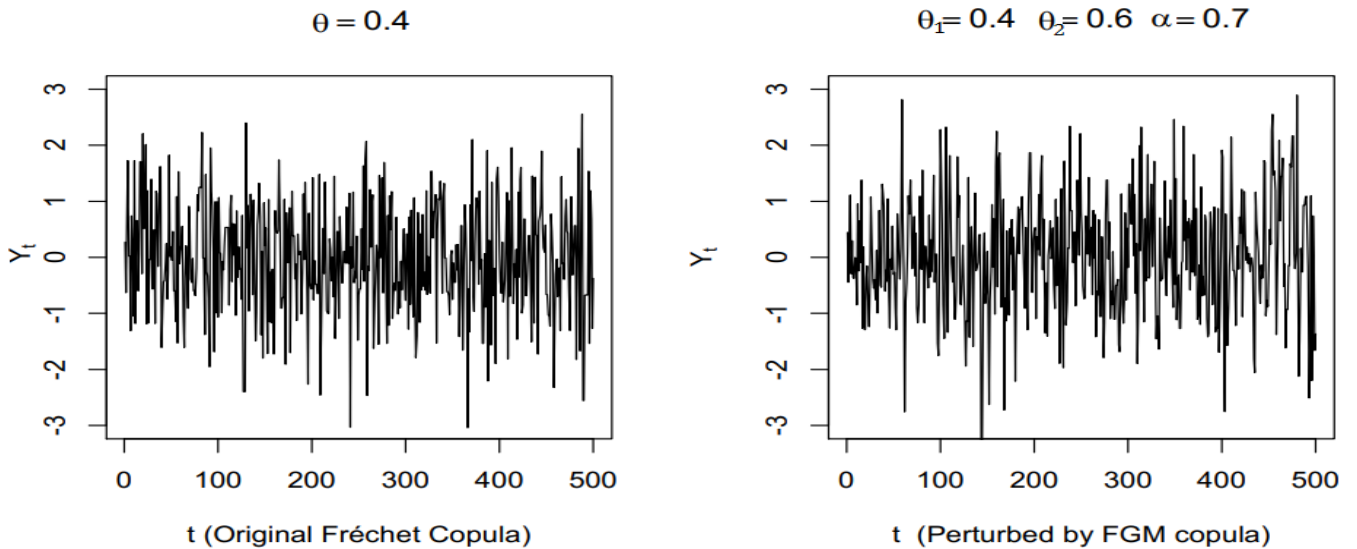 θ = 0.4
3
2
1
0
-1
-2
-3
Y_t
0 100 200 300 400 500
t (Original Fréchet Copula)
θ₁= 0.4 θ₂= 0.6 α = 0.7
3
2
1
0
-1
-2
-3
Y_t
0 100 200 300 400 500
t (Perturbed by FGM copula)